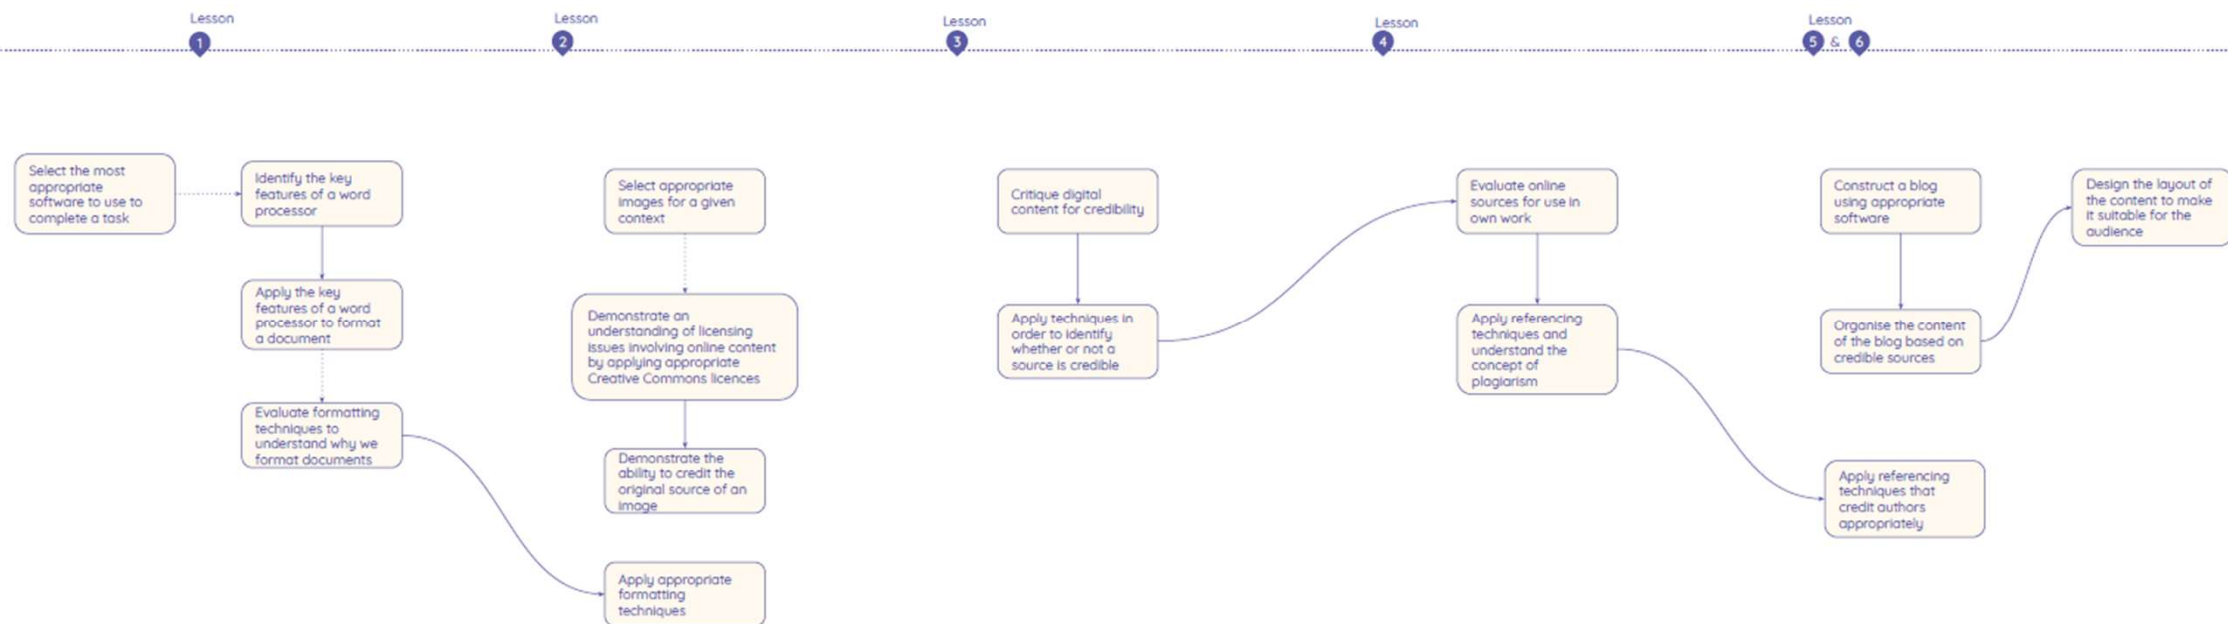 Lesson
1
Lesson
2
Lesson
3
Lesson
4
Lesson
5 & 6
Select the most
appropriate
software to use to
complete a task
Identify the key
features of a word
processor
Apply the key
features of a word
processor to format
a document
Evaluate formatting
techniques to
understand why we
format documents
Select appropriate
images for a given
context
Demonstrate an
understanding of licensing
issues involving online content
by applying appropriate
Creative Commons licences
Demonstrate the
ability to credit the
original source of an
image
Apply appropriate
formatting
techniques
Critique digital
content for credibility
Apply techniques in
order to identify
whether or not a
source is credible
Evaluate online
sources for use in
own work
Apply referencing
techniques and
understand the
concept of
plagiarism
Construct a blog
using appropriate
software
Organise the content
of the blog based on
credible sources
Apply referencing
techniques that
credit authors
appropriately
Design the layout of
the content to make
it suitable for the
audience